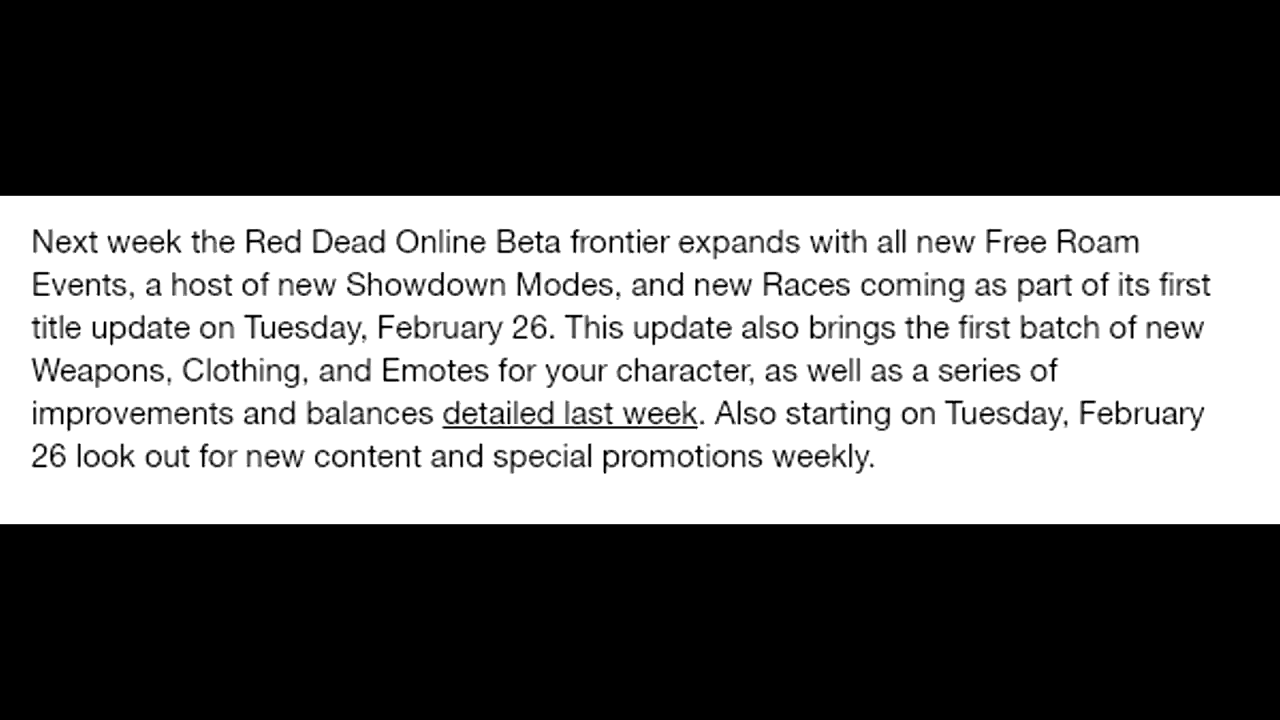 Next week the Red Dead Online Beta frontier expands with all new Free Roam
Events, a host of new Showdown Modes, and new Races coming as part of its first
title update on Tuesday, February 26. This update also brings the first batch of new
Weapons, Clothing, and Emotes for your character, as well as a series of
improvements and balances detailed last week. Also starting on Tuesday, February
26 look out for new content and special promotions weekly.